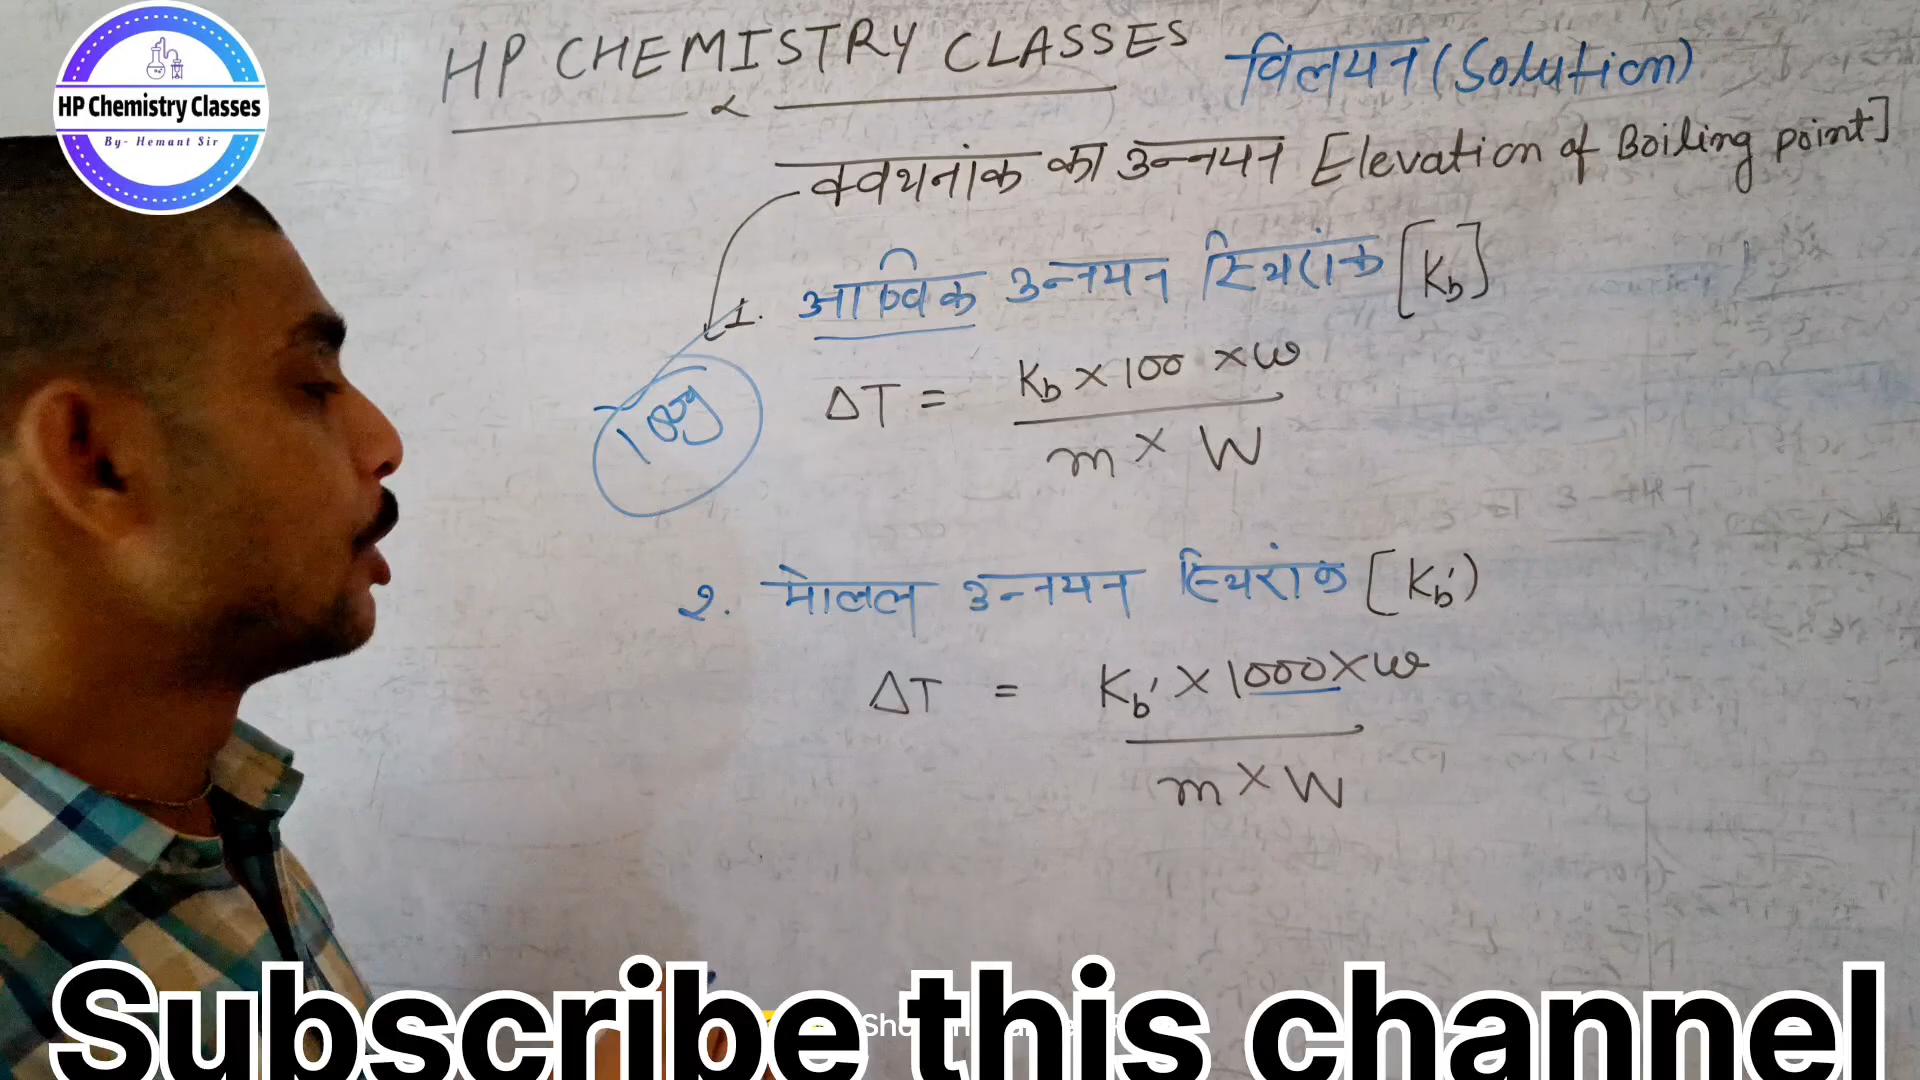 HP Chemistry Classes
By- Hemant Sir
HP CHEMISTRY CLASSES
विलयन (Solution)
क्वथनांक का उन्नयन [Elevation of Boiling point]
1. आण्विक उन्नयन स्थिरांक [Kb]
ΔT = Kb × 100 × w
m × W
2. मोलल उन्नयन स्थिरांक [Kb')
ΔT = Kb' × 1000 × w
m × W
Subscribe this channel